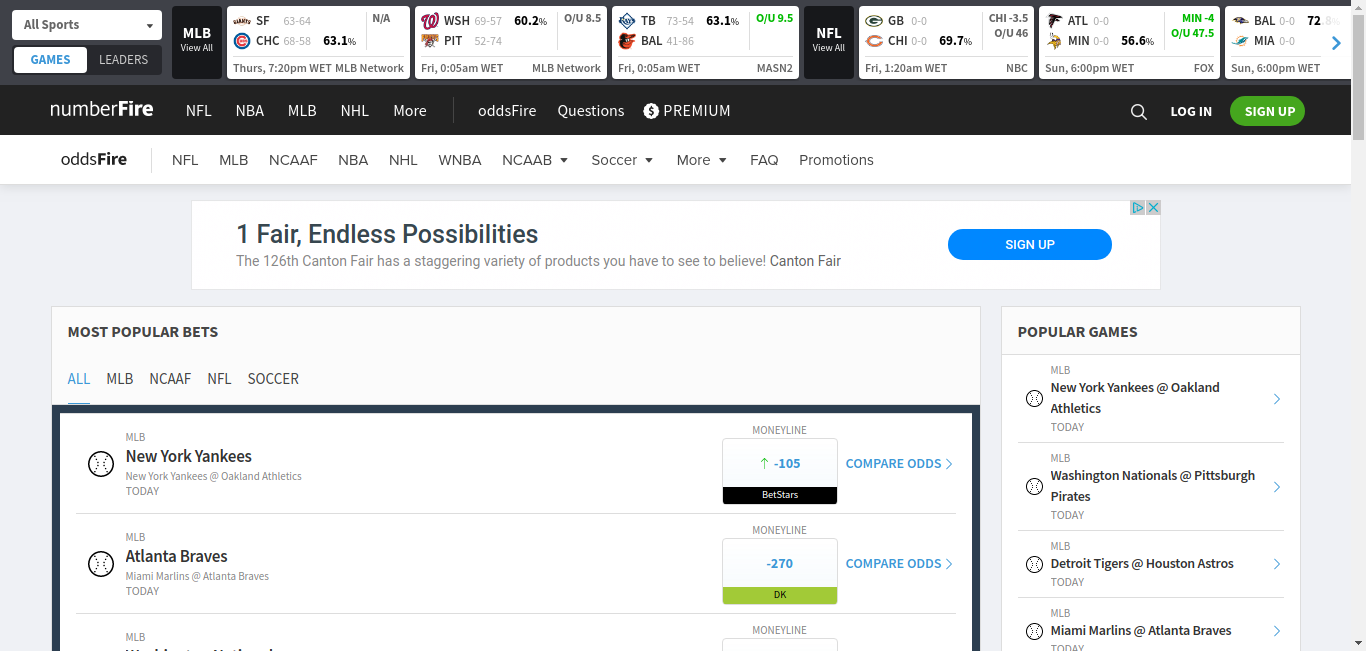 All Sports
GAMES LEADERS
MLB
View All
SF 63-64 N/A
CHC 68-58 63.1%
Thurs, 7:20pm WET MLB Network
WSH 69-57 60.2% O/U 8.5
PIT 52-74
Fri, 0:05am WET MLB Network
TB 73-54 63.1% O/U 9.5
BAL 41-86
Fri, 0:05am WET MASN2
NFL
View All
GB 0-0 CHI -3.5
CHI 0-0 69.7% O/U 46
Fri, 1:20am WET NBC
ATL 0-0 MIN -4
MIN 0-0 56.6% O/U 47.5
Sun, 6:00pm WET FOX
BAL 0-0 72.8%
MIA 0-0
Sun, 6:00pm WET
numberFire NFL NBA MLB NHL More oddsFire Questions $ PREMIUM LOG IN SIGN UP
oddsFire NFL MLB NCAAF NBA NHL WNBA NCAAB Soccer More FAQ Promotions
1 Fair, Endless Possibilities
The 126th Canton Fair has a staggering variety of products you have to see to believe! Canton Fair
SIGN UP
MOST POPULAR BETS
ALL MLB NCAAF NFL SOCCER
MLB
New York Yankees
New York Yankees @ Oakland Athletics
TODAY
MONEYLINE
↑ -105
BetStars
COMPARE ODDS
MLB
Atlanta Braves
Miami Marlins @ Atlanta Braves
TODAY
MONEYLINE
-270
DK
COMPARE ODDS
MLB
MONEYLINE
POPULAR GAMES
MLB
New York Yankees @ Oakland
Athletics
TODAY
MLB
Washington Nationals @ Pittsburgh
Pirates
TODAY
MLB
Detroit Tigers @ Houston Astros
TODAY
MLB
Miami Marlins @ Atlanta Braves
TODAY